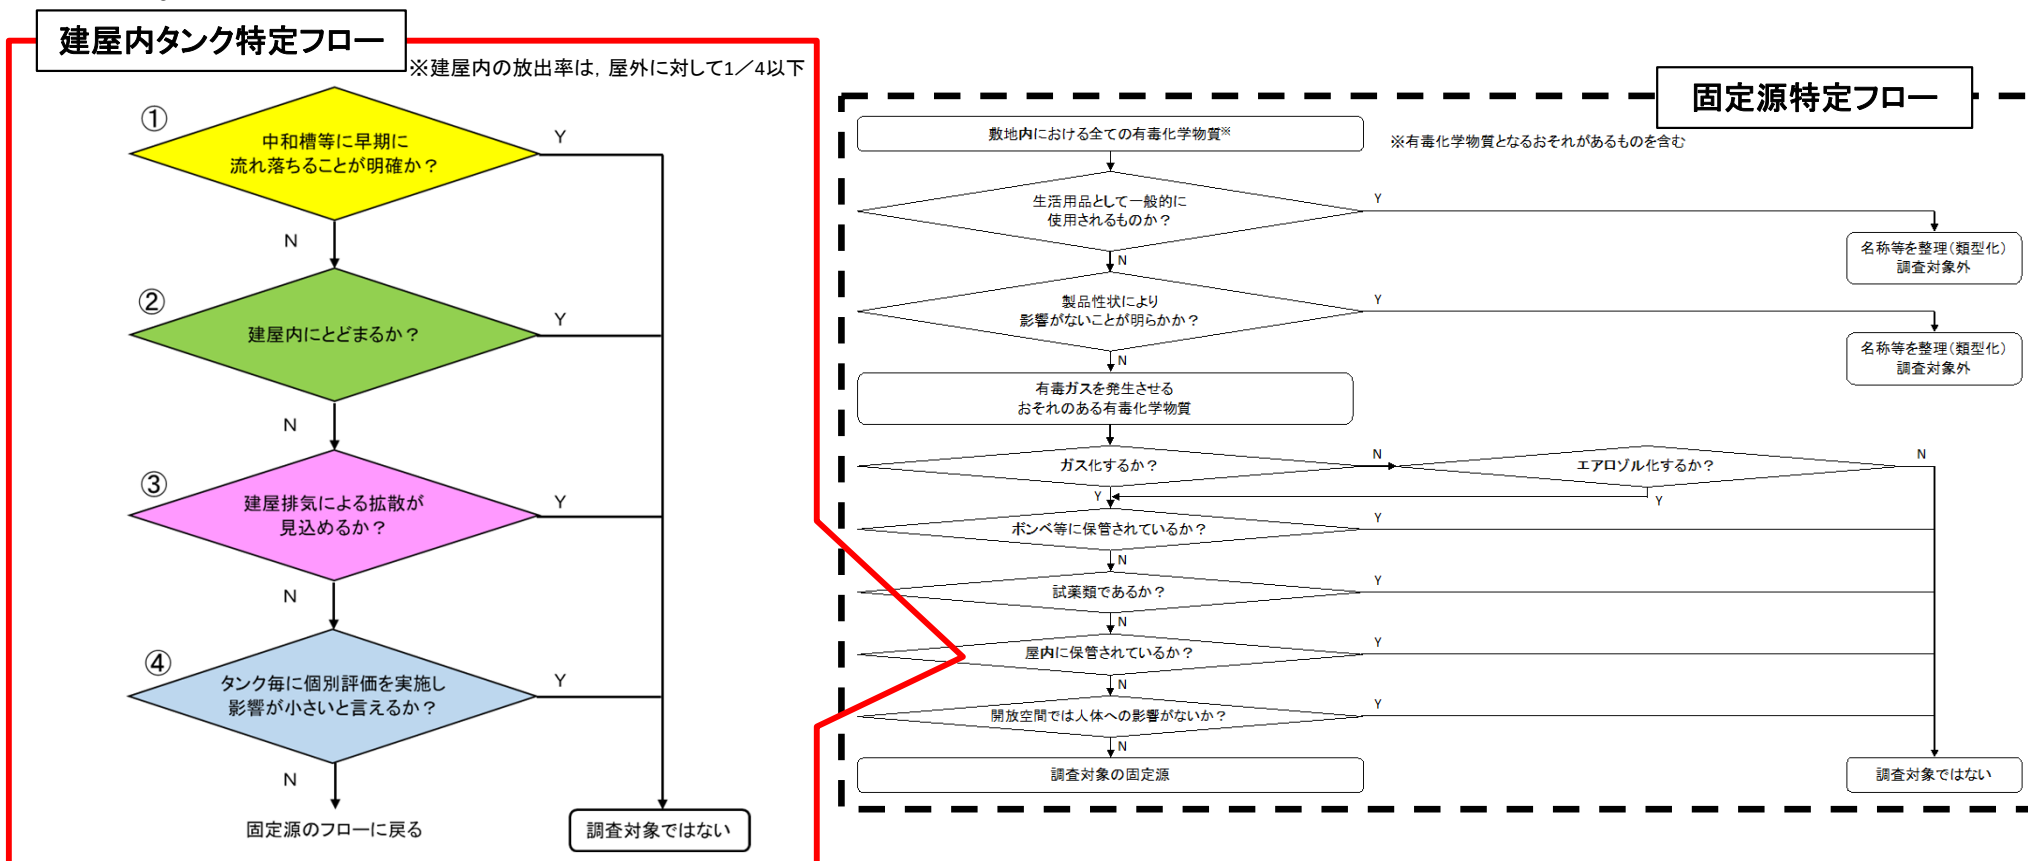 建屋内タンク特定フロー
※建屋内の放出率は，屋外に対して1／4以下
①
中和槽等に早期に
流れ落ちることが明確か？
Y
N
②
建屋内にとどまるか？
Y
N
③
建屋排気による拡散が
見込めるか？
Y
N
④
タンク毎に個別評価を実施し
影響が小さいと言えるか？
Y
N
固定源のフローに戻る
調査対象ではない
固定源特定フロー
敷地内における全ての有毒化学物質※
※有毒化学物質となるおそれがあるものを含む
生活用品として一般的に
使用されるものか？
Y
N
名称等を整理（類型化）
調査対象外
製品性状により
影響がないことが明らかか？
Y
N
名称等を整理（類型化）
調査対象外
有毒ガスを発生させる
おそれのある有毒化学物質
ガス化するか？
N
エアロゾル化するか？
N
Y
Y
ボンベ等に保管されているか？
Y
N
試薬類であるか？
Y
N
屋内に保管されているか？
Y
N
開放空間では人体への影響がないか？
Y
N
調査対象の固定源
調査対象ではない